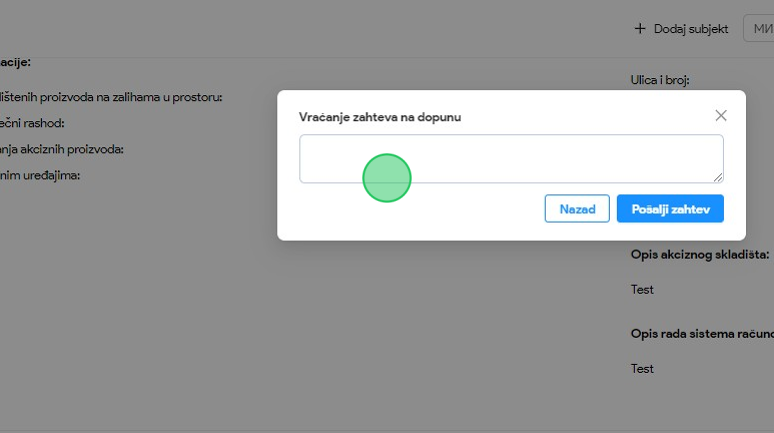 + Dodaj subjekt
МИ
acije:
Ulica i broj:
lištenih proizvoda na zalihama u prostoru:
Vraćanje zahteva na dopunu
ečni rashod:
anja akciznih proizvoda:
nim uređajima:
Nazad
Pošalji zahtev
Opis akciznog skladišta:
Test
Opis rada sistema računo
Test